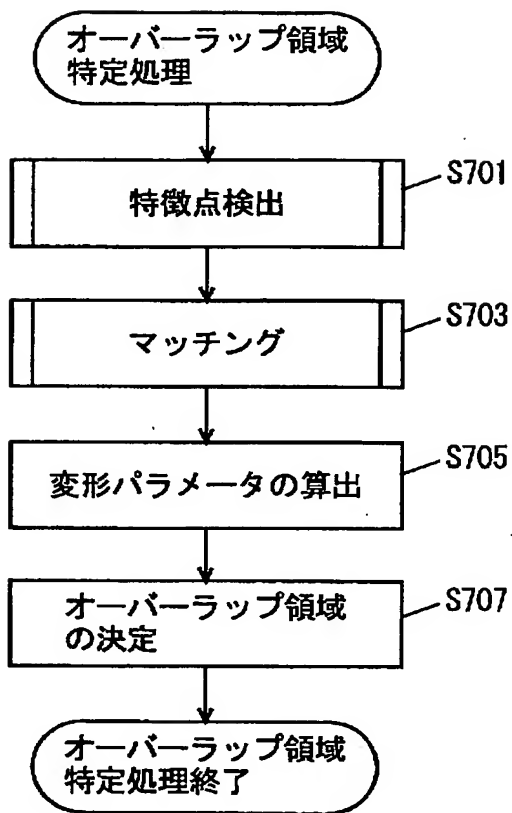 オーバーラップ領域
特定処理
特徴点検出
S701
マッチング
S703
変形パラメータの算出
S705
オーバーラップ領域
の決定
S707
オーバーラップ領域
特定処理終了